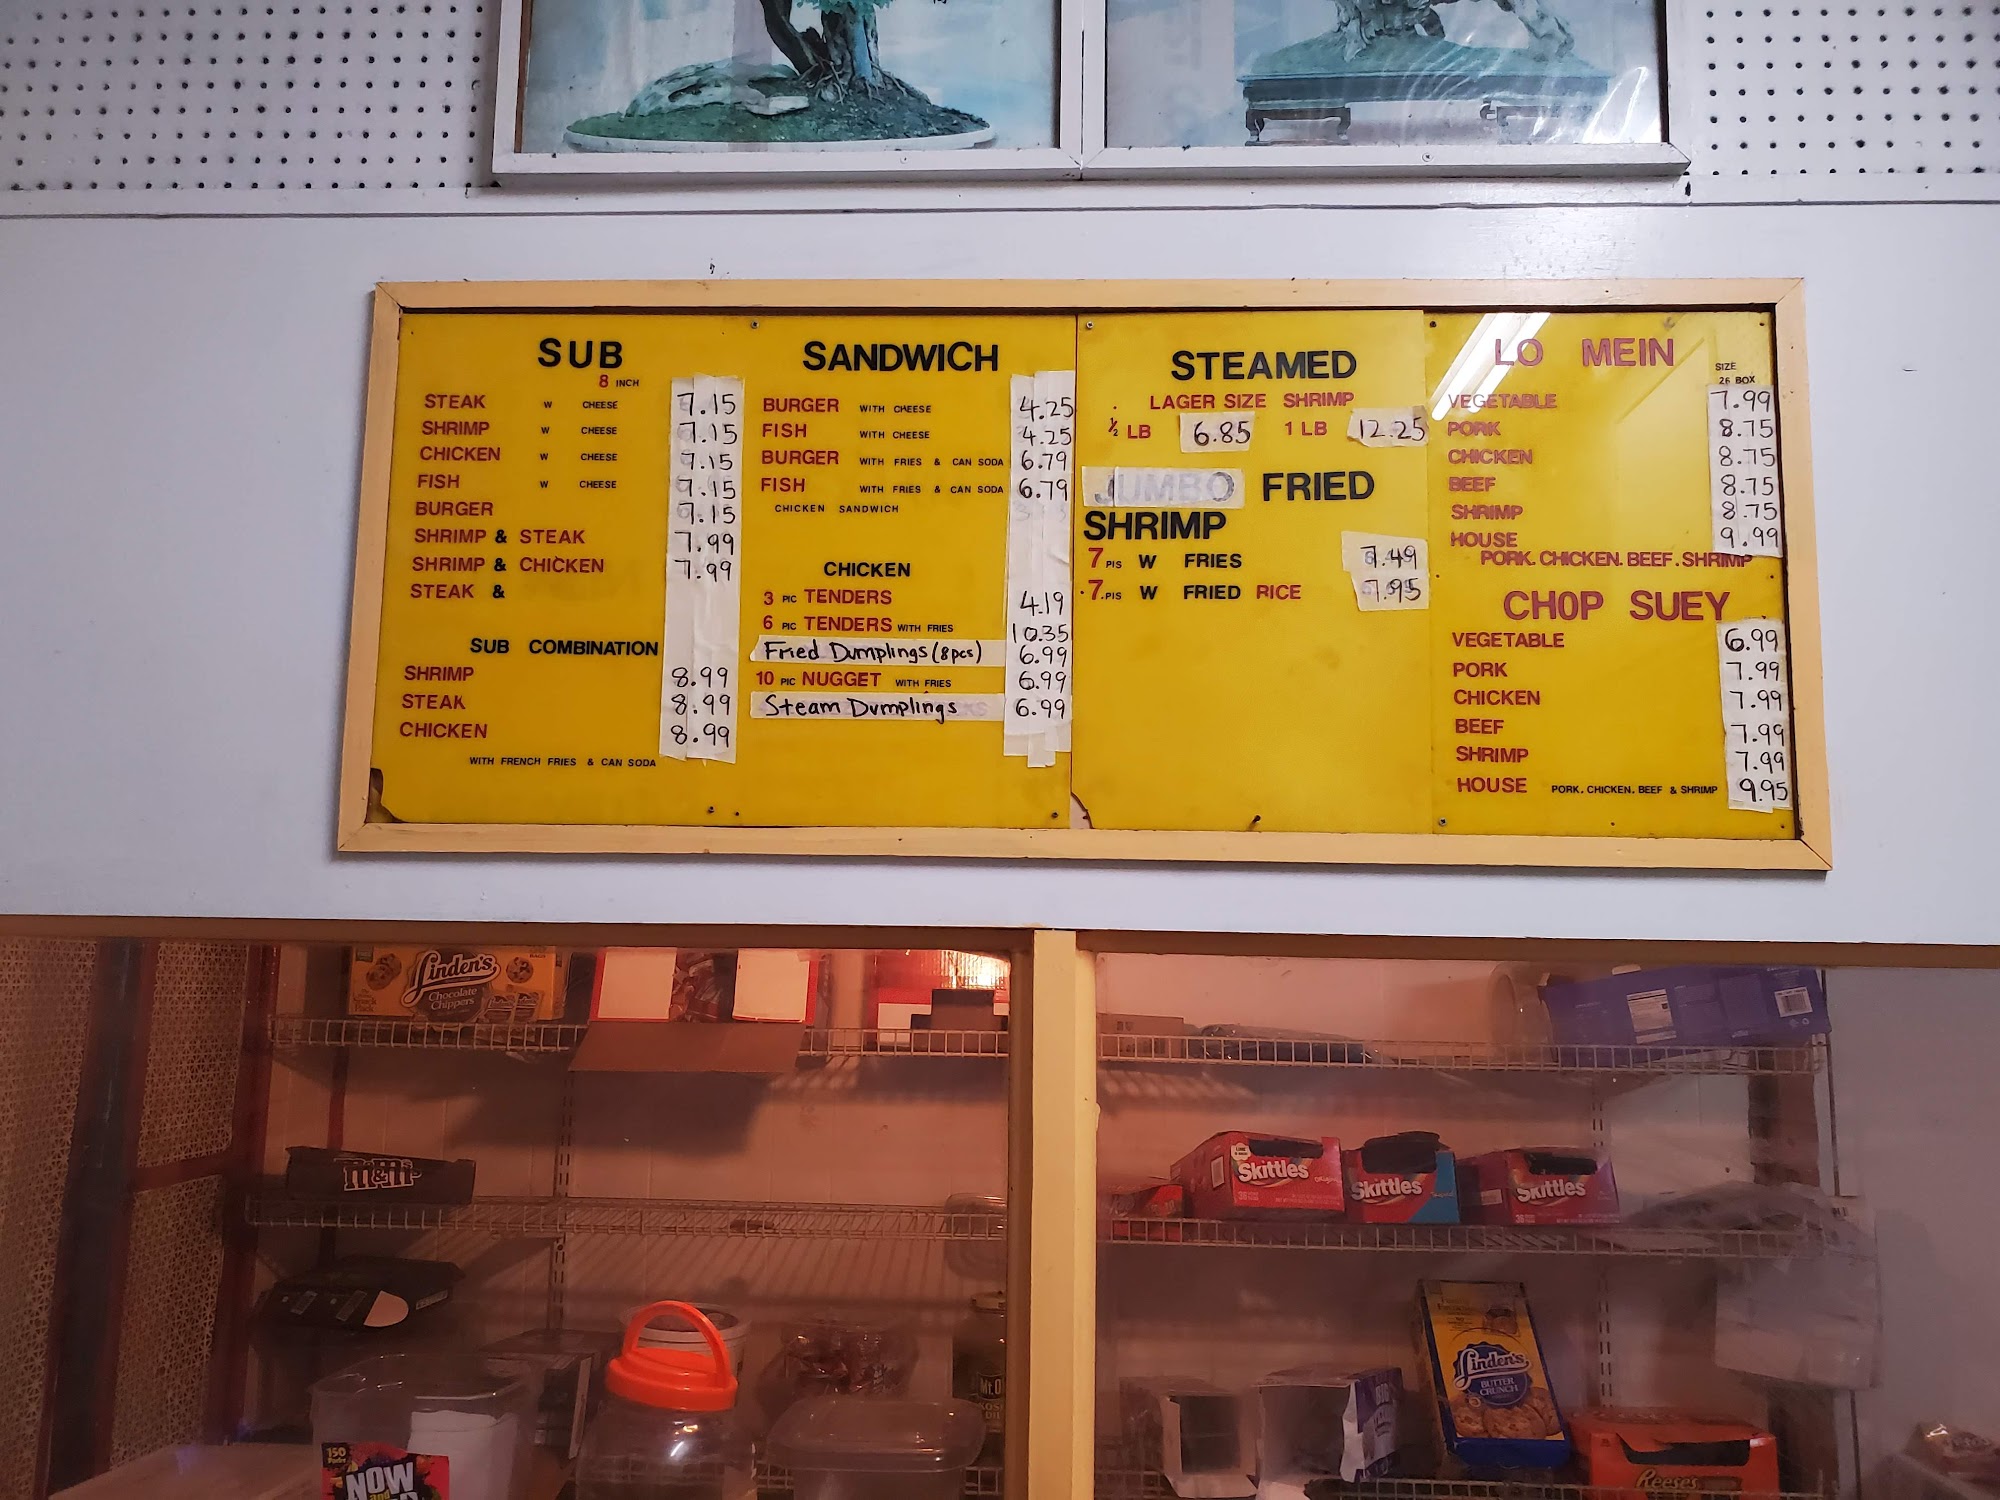 SUB
8 INCH
STEAK W CHEESE 7.15
SHRIMP W CHEESE 7.15
CHICKEN W CHEESE 7.15
FISH W CHEESE 7.15
BURGER 7.15
SHRIMP & STEAK 7.99
SHRIMP & CHICKEN 7.99
STEAK &
SUB COMBINATION
SHRIMP 8.99
STEAK 8.99
CHICKEN 8.99
WITH FRENCH FRIES & CAN SODA
SANDWICH
BURGER WITH CHEESE 4.25
FISH WITH CHEESE 4.25
BURGER WITH FRIES & CAN SODA 6.79
FISH WITH FRIES & CAN SODA 6.79
CHICKEN SANDWICH
CHICKEN
3 PIC TENDERS 4.19
6 PIC TENDERS WITH FRIES 10.35
Fried Dumplings (8pcs) 6.99
10 PIC NUGGET WITH FRIES 6.99
Steam Dumplings 6.99
STEAMED
LAGER SIZE SHRIMP
½ LB 6.85 1 LB 12.25
JUMBO FRIED
SHRIMP
7 PIS W FRIES 7.49
7.PIS W FRIED RICE 7.95
LO MEIN
SIZE
26 BOX
VEGETABLE 7.99
PORK 8.75
CHICKEN 8.75
BEEF 8.75
SHRIMP 8.75
HOUSE 9.99
PORK. CHICKEN. BEEF. SHRIMP
CHOP SUEY
VEGETABLE 6.99
PORK 7.99
CHICKEN 7.99
BEEF 7.99
SHRIMP 7.99
HOUSE PORK. CHICKEN. BEEF & SHRIMP 9.95
Linden's
Chocolate
Chippers
m&m's
Skittles
Skittles
Skittles
Linden's
BUTTER
CRUNCH
Reese's
150
NOW
and